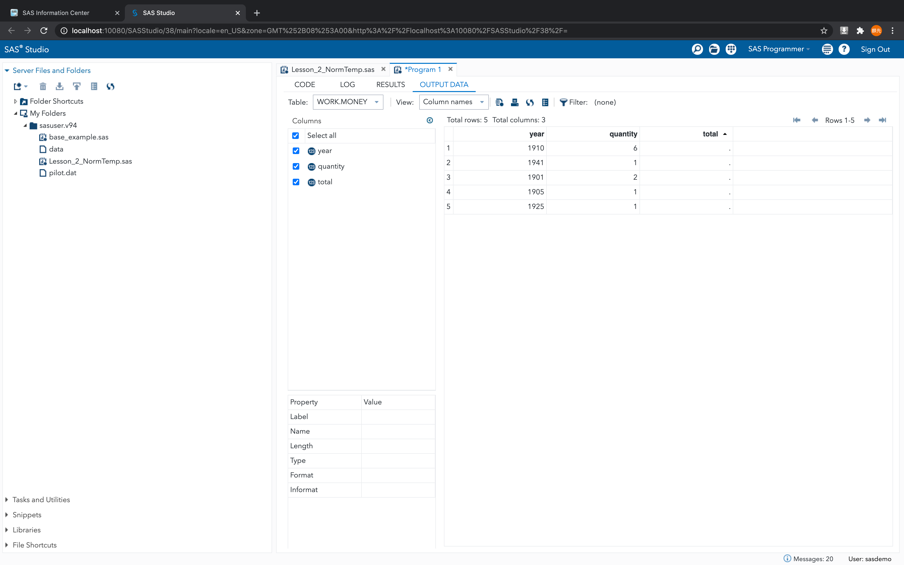 SAS Information Center
SAS Studio
localhost:10080/SASStudio/38/main?locale=en_US&zone=GMT%252B08%253A00&http%3A%2F%2Flocalhost%3A10080%2FSASStudio%2F38%2F=
SAS® Studio
SAS Programmer
Sign Out
Server Files and Folders
Folder Shortcuts
My Folders
sasuser.v94
base_example.sas
data
Lesson_2_NormTemp.sas
pilot.dat
Tasks and Utilities
Snippets
Libraries
File Shortcuts
Lesson_2_NormTemp.sas
*Program 1
CODE LOG RESULTS OUTPUT DATA
Table: WORK.MONEY View: Column names Filter: (none)
Columns
Select all
year
quantity
total
Property Value
Label
Name
Length
Type
Format
Informat
Total rows: 5 Total columns: 3 Rows 1-5
year quantity total
1 1910 6 .
2 1941 1 .
3 1901 2 .
4 1905 1 .
5 1925 1 .
Messages: 20 User: sasdemo